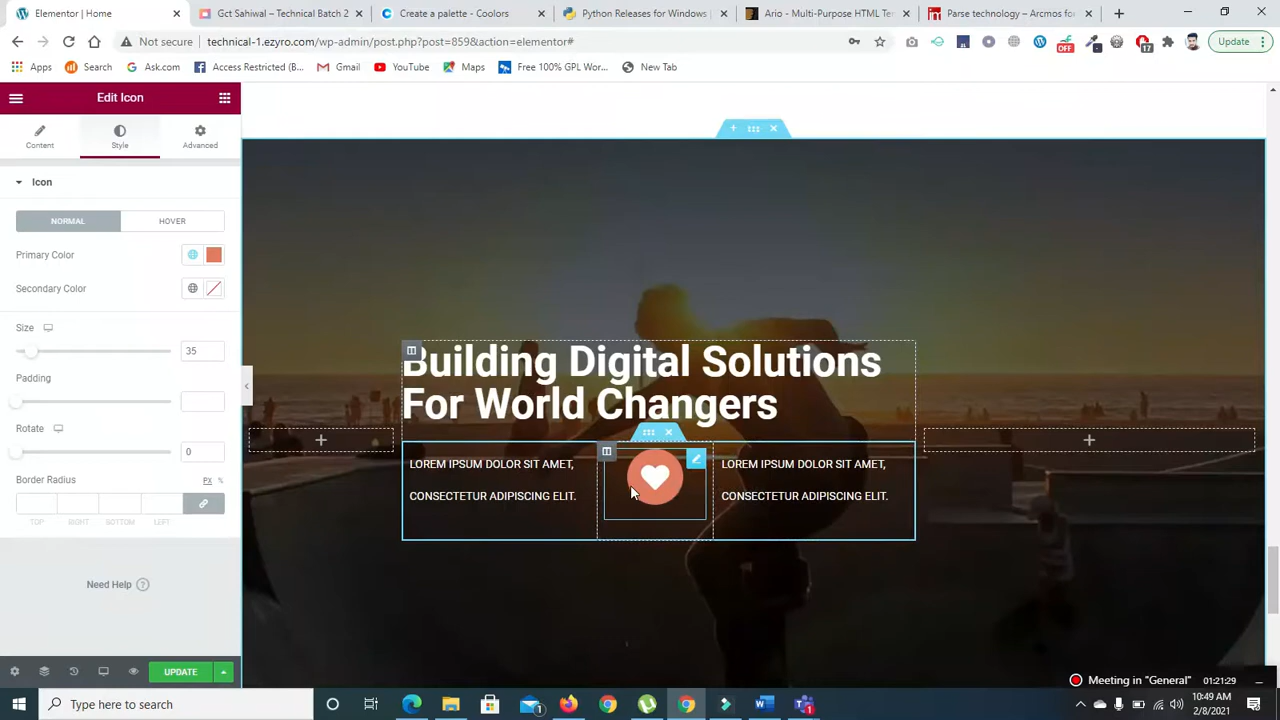 Elementor | Home
Gct Sahiwal – Technical Batch 2
Create a palette - Coolors
Python Releases for Windows
Ario - Multi-Purpose HTML Tem
Parse technology – Arcmos for
Not secure
technical-1.ezyro.com/wp-admin/post.php?post=859&action=elementor#
OFF
17
Update
Apps
Search
Ask.com
Access Restricted (B...
Gmail
YouTube
Maps
Free 100% GPL Wor...
New Tab
Edit Icon
Content
Style
Advanced
Icon
NORMAL
HOVER
Primary Color
Secondary Color
Size
35
Padding
Rotate
0
Border Radius
PX %
TOP RIGHT BOTTOM LEFT
Need Help ?
UPDATE
Building Digital Solutions
For World Changers
LOREM IPSUM DOLOR SIT AMET,
CONSECTETUR ADIPISCING ELIT.
LOREM IPSUM DOLOR SIT AMET,
CONSECTETUR ADIPISCING ELIT.
Meeting in "General"
01:21:29
Type here to search
10:49 AM
2/8/2021